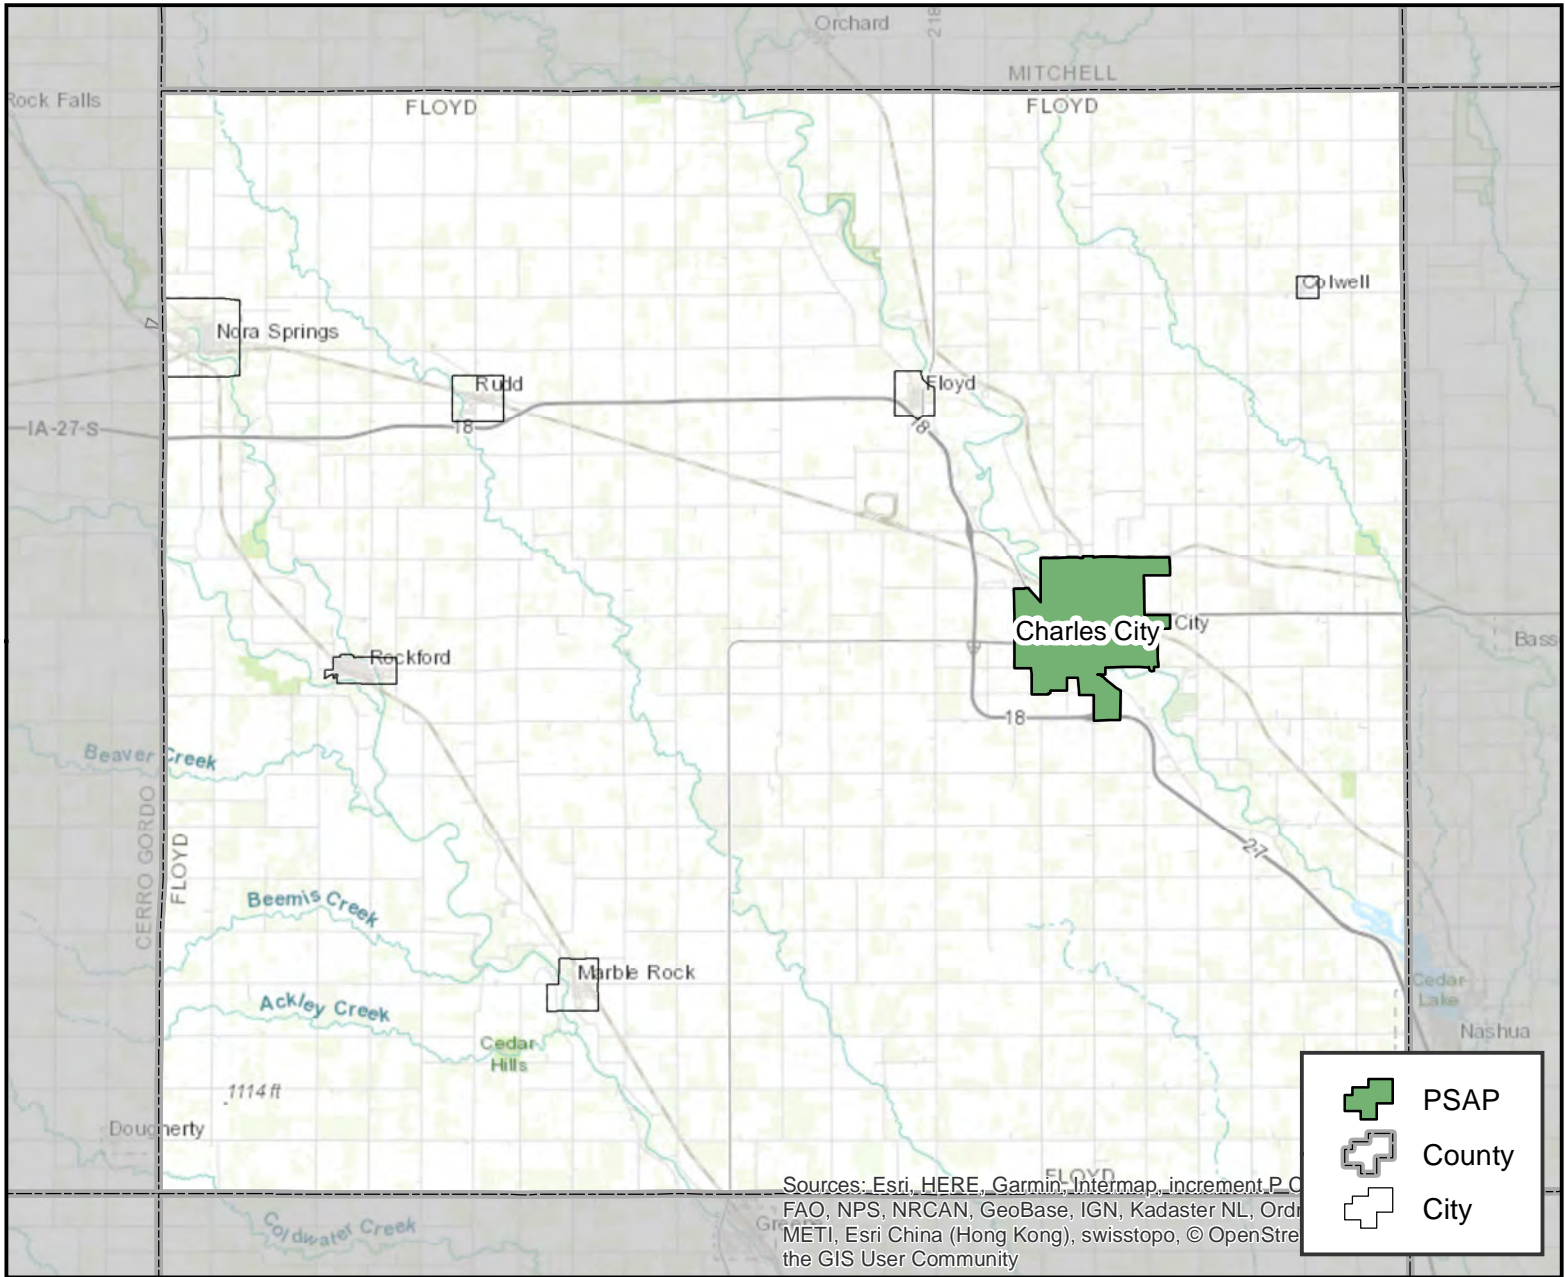 Orchard
218
MITCHELL
Rock Falls
FLOYD
FLOYD
Colwell
4
Nora Springs
Rudd
Floyd
IA-27-S
18
18
Charles City
City
Rockford
18
Beaver Creek
CERRO GORDO
FLOYD
27
Beemis Creek
Marble Rock
Ackley Creek
Cedar
Lake
Cedar
Hills
Nashua
1114 ft
Dougherty
PSAP
County
City
FLOYD
Sources: Esri, HERE, Garmin, Intermap, increment P C
FAO, NPS, NRCAN, GeoBase, IGN, Kadaster NL, Ordn
METI, Esri China (Hong Kong), swisstopo, © OpenStre
the GIS User Community
Coldwater Creek